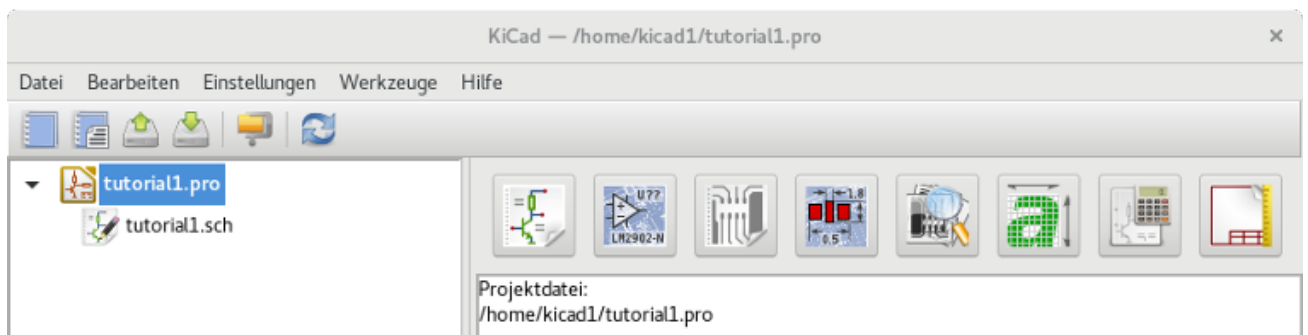 KiCad — /home/kicad1/tutorial1.pro
Datei Bearbeiten Einstellungen Werkzeuge Hilfe
tutorial1.pro
tutorial1.sch
U??
LM2902-N
1.8
0.5
a
Projektdatei:
/home/kicad1/tutorial1.pro